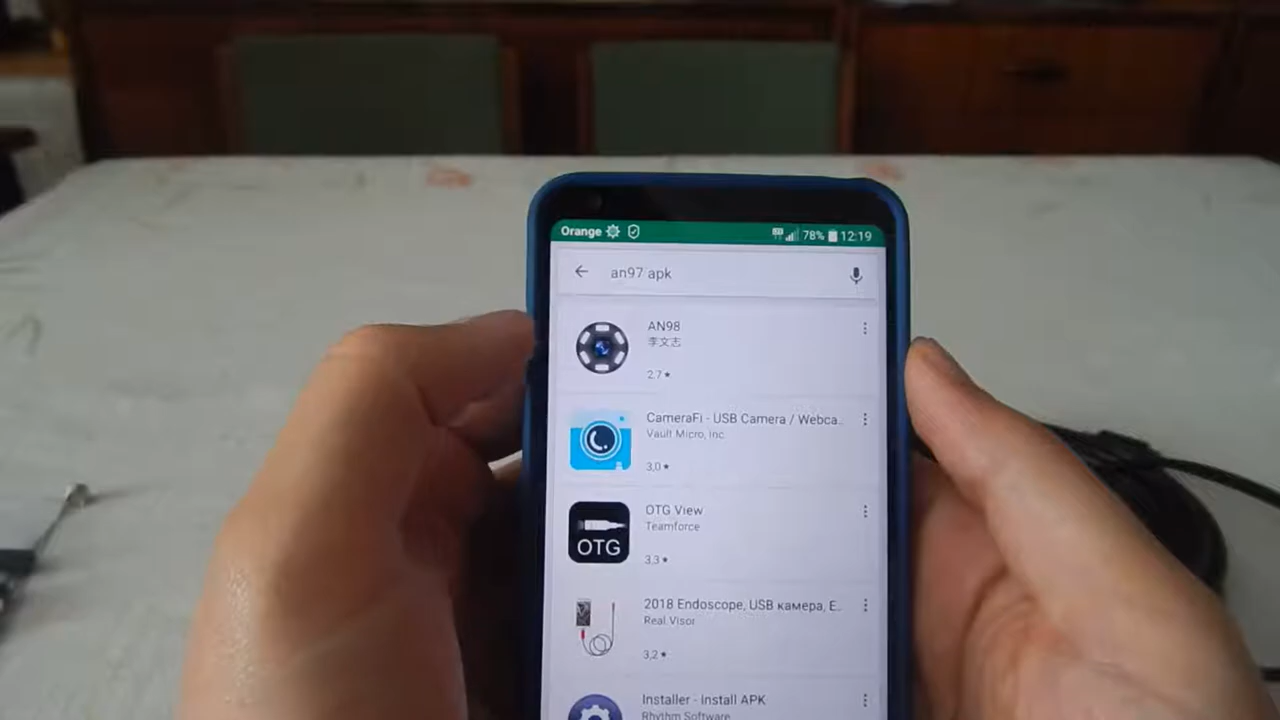 Orange 78% 12:19
an97 apk
AN98
李文志
2.7★
CameraFi - USB Camera / Webca..
Vault Micro, Inc.
3,0★
OTG
OTG View
Teamforce
3,3★
2018 Endoscope, USB камера, E..
Real Visor
3,2★
Installer - Install APK
Rhythm Software